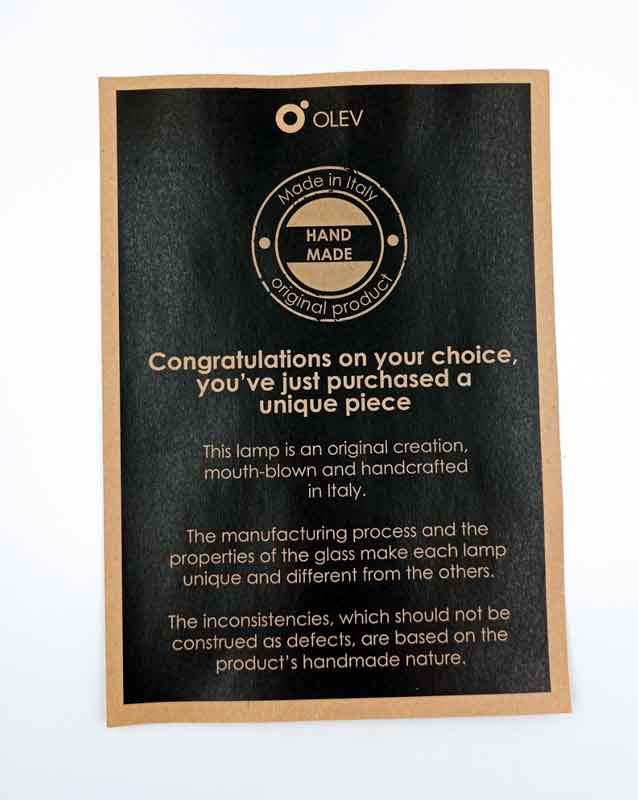 OLEV
Made in Italy
HAND
MADE
original product
Congratulations on your choice,
you've just purchased a
unique piece
This lamp is an original creation,
mouth-blown and handcrafted
in Italy.
The manufacturing process and the
properties of the glass make each lamp
unique and different from the others.
The inconsistencies, which should not be
construed as defects, are based on the
product's handmade nature.